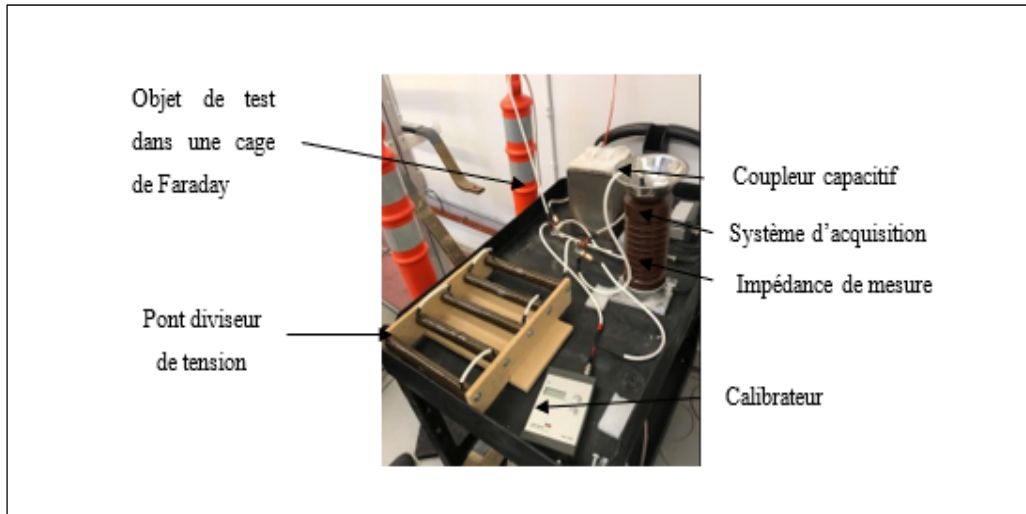 Objet de test
dans une cage
de Faraday
Pont diviseur
de tension
Coupleur capacitif
Système d'acquisition
Impédance de mesure
Calibrateur